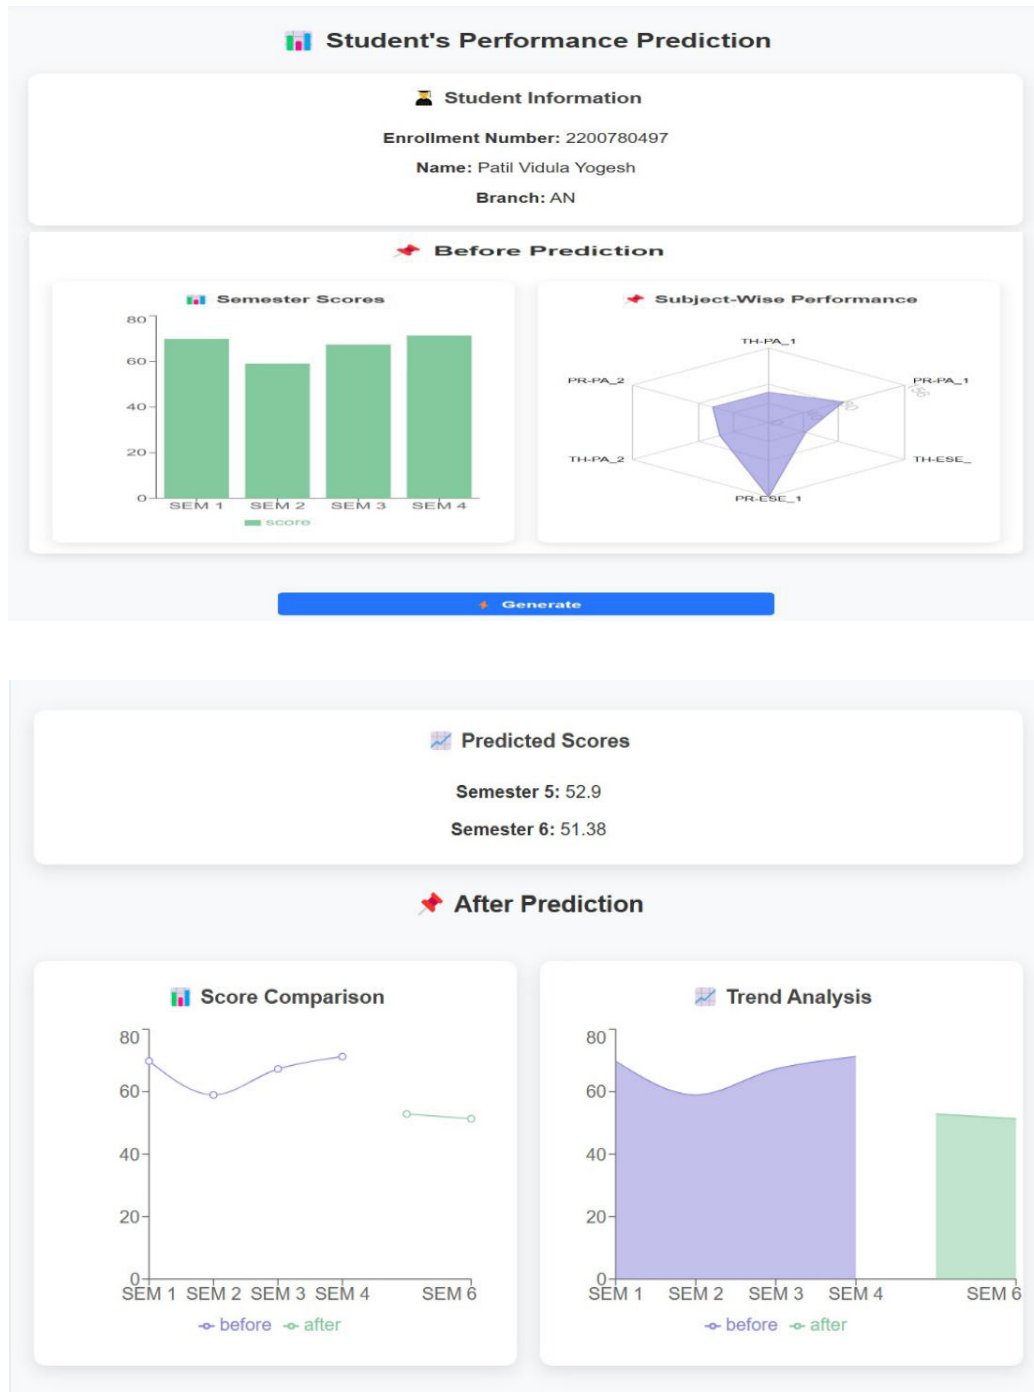 Student's Performance Prediction
Student Information
Enrollment Number: 2200780497
Name: Patil Vidula Yogesh
Branch: AN
Before Prediction
Semester Scores
80
60
40
20
0
SEM 1 SEM 2 SEM 3 SEM 4
score
Subject-Wise Performance
TH-PA_1
PR-PA_2 PR-PA_1
TH-PA_2 TH-ESE_
PR-ESE_1
Generate
Predicted Scores
Semester 5: 52.9
Semester 6: 51.38
After Prediction
Score Comparison
80
60
40
20
0
SEM 1 SEM 2 SEM 3 SEM 4 SEM 6
before after
Trend Analysis
80
60
40
20
0
SEM 1 SEM 2 SEM 3 SEM 4 SEM 6
before after